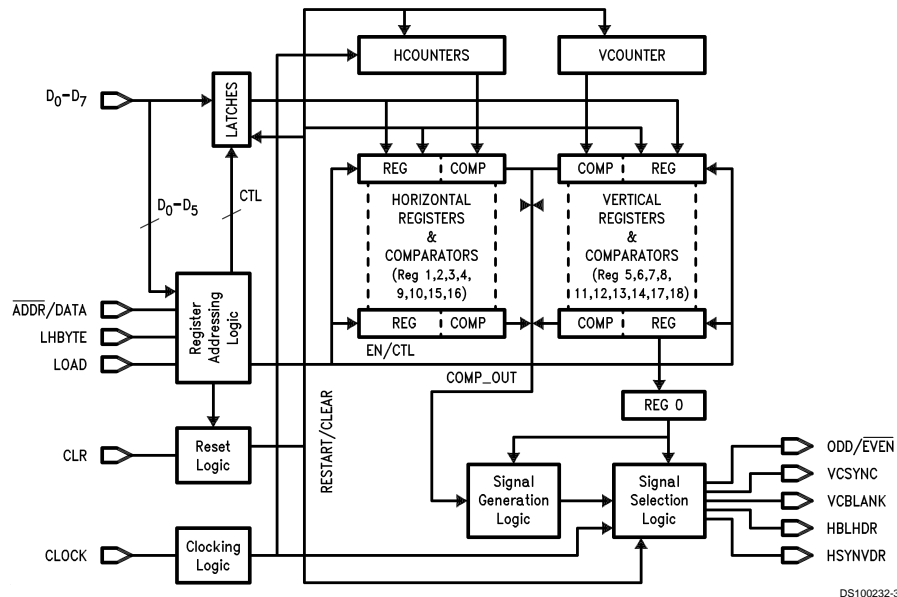 HCOUNTERS
VCOUNTER
D0-D7
LATCHES
REG
COMP
COMP
REG
D0-D5
CTL
HORIZONTAL
REGISTERS
&
COMPARATORS
(Reg 1,2,3,4,
9,10,15,16)
VERTICAL
REGISTERS
&
COMPARATORS
(Reg 5,6,7,8,
11,12,13,14,17,18)
ADDR/DATA
LHBYTE
LOAD
Register
Addressing
Logic
REG
COMP
COMP
REG
EN/CTL
COMP_OUT
REG 0
RESTART/CLEAR
CLR
Reset
Logic
Signal
Generation
Logic
Signal
Selection
Logic
ODD/EVEN
VCSYNC
VCBLANK
HBLHDR
HSYNVDR
CLOCK
Clocking
Logic
DS100232-3